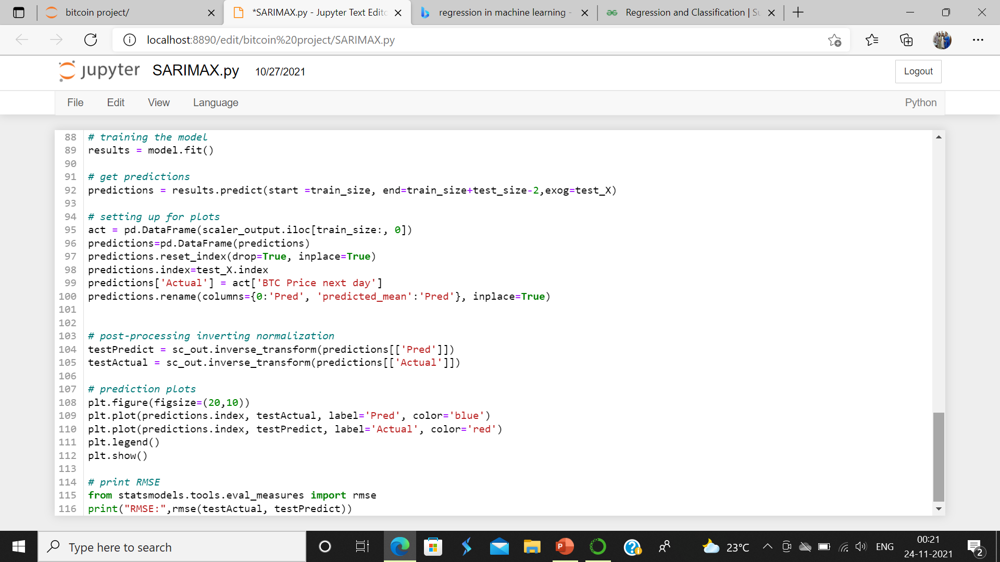 bitcoin project/
*SARIMAX.py - Jupyter Text Edito
regression in machine learning -
Regression and Classification | Su
localhost:8890/edit/bitcoin%20project/SARIMAX.py
jupyter SARIMAX.py 10/27/2021
Logout
File Edit View Language
Python
88 # training the model
89 results = model.fit()
90
91 # get predictions
92 predictions = results.predict(start =train_size, end=train_size+test_size-2,exog=test_X)
93
94 # setting up for plots
95 act = pd.DataFrame(scaler_output.iloc[train_size:, 0])
96 predictions=pd.DataFrame(predictions)
97 predictions.reset_index(drop=True, inplace=True)
98 predictions.index=test_X.index
99 predictions['Actual'] = act['BTC Price next day']
100 predictions.rename(columns={0:'Pred', 'predicted_mean':'Pred'}, inplace=True)
101
102
103 # post-processing inverting normalization
104 testPredict = sc_out.inverse_transform(predictions[['Pred']])
105 testActual = sc_out.inverse_transform(predictions[['Actual']])
106
107 # prediction plots
108 plt.figure(figsize=(20,10))
109 plt.plot(predictions.index, testActual, label='Pred', color='blue')
110 plt.plot(predictions.index, testPredict, label='Actual', color='red')
111 plt.legend()
112 plt.show()
113
114 # print RMSE
115 from statsmodels.tools.eval_measures import rmse
116 print("RMSE:",rmse(testActual, testPredict))
Type here to search
23°C
ENG
00:21
24-11-2021
2